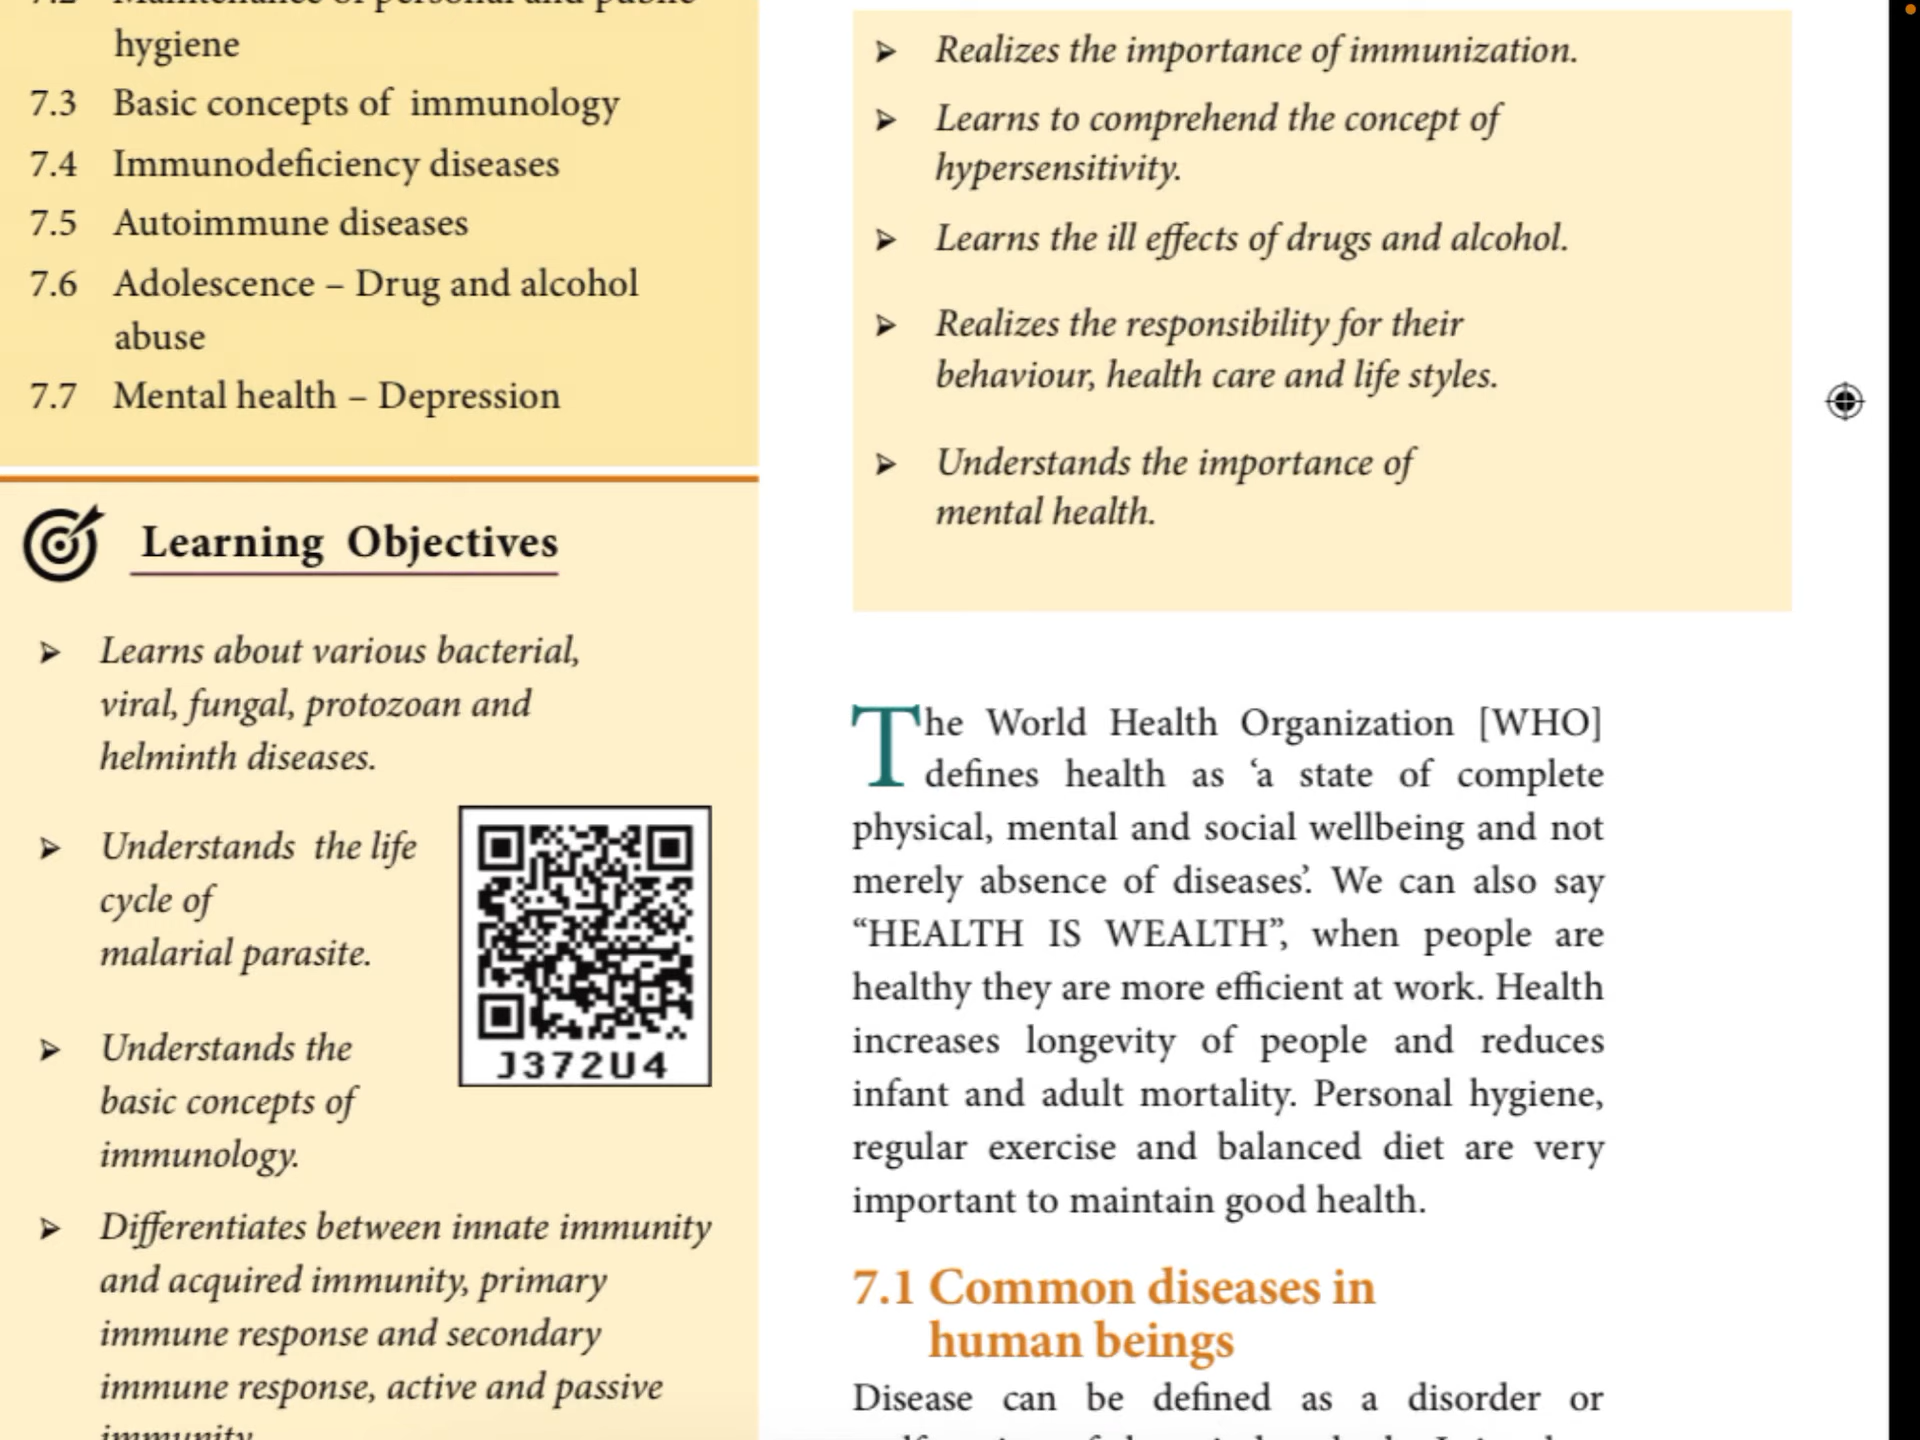 7.2 Maintenance of personal and public
hygiene
7.3 Basic concepts of immunology
7.4 Immunodeficiency diseases
7.5 Autoimmune diseases
7.6 Adolescence – Drug and alcohol
abuse
7.7 Mental health – Depression
Learning Objectives
➢ Learns about various bacterial,
viral, fungal, protozoan and
helminth diseases.
➢ Understands the life
cycle of
malarial parasite.
➢ Understands the
basic concepts of
immunology.
J372U4
➢ Differentiates between innate immunity
and acquired immunity, primary
immune response and secondary
immune response, active and passive
immunity.
➢ Realizes the importance of immunization.
➢ Learns to comprehend the concept of
hypersensitivity.
➢ Learns the ill effects of drugs and alcohol.
➢ Realizes the responsibility for their
behaviour, health care and life styles.
➢ Understands the importance of
mental health.
The World Health Organization [WHO]
defines health as ‘a state of complete
physical, mental and social wellbeing and not
merely absence of diseases’. We can also say
“HEALTH IS WEALTH”, when people are
healthy they are more efficient at work. Health
increases longevity of people and reduces
infant and adult mortality. Personal hygiene,
regular exercise and balanced diet are very
important to maintain good health.
7.1 Common diseases in
human beings
Disease can be defined as a disorder or